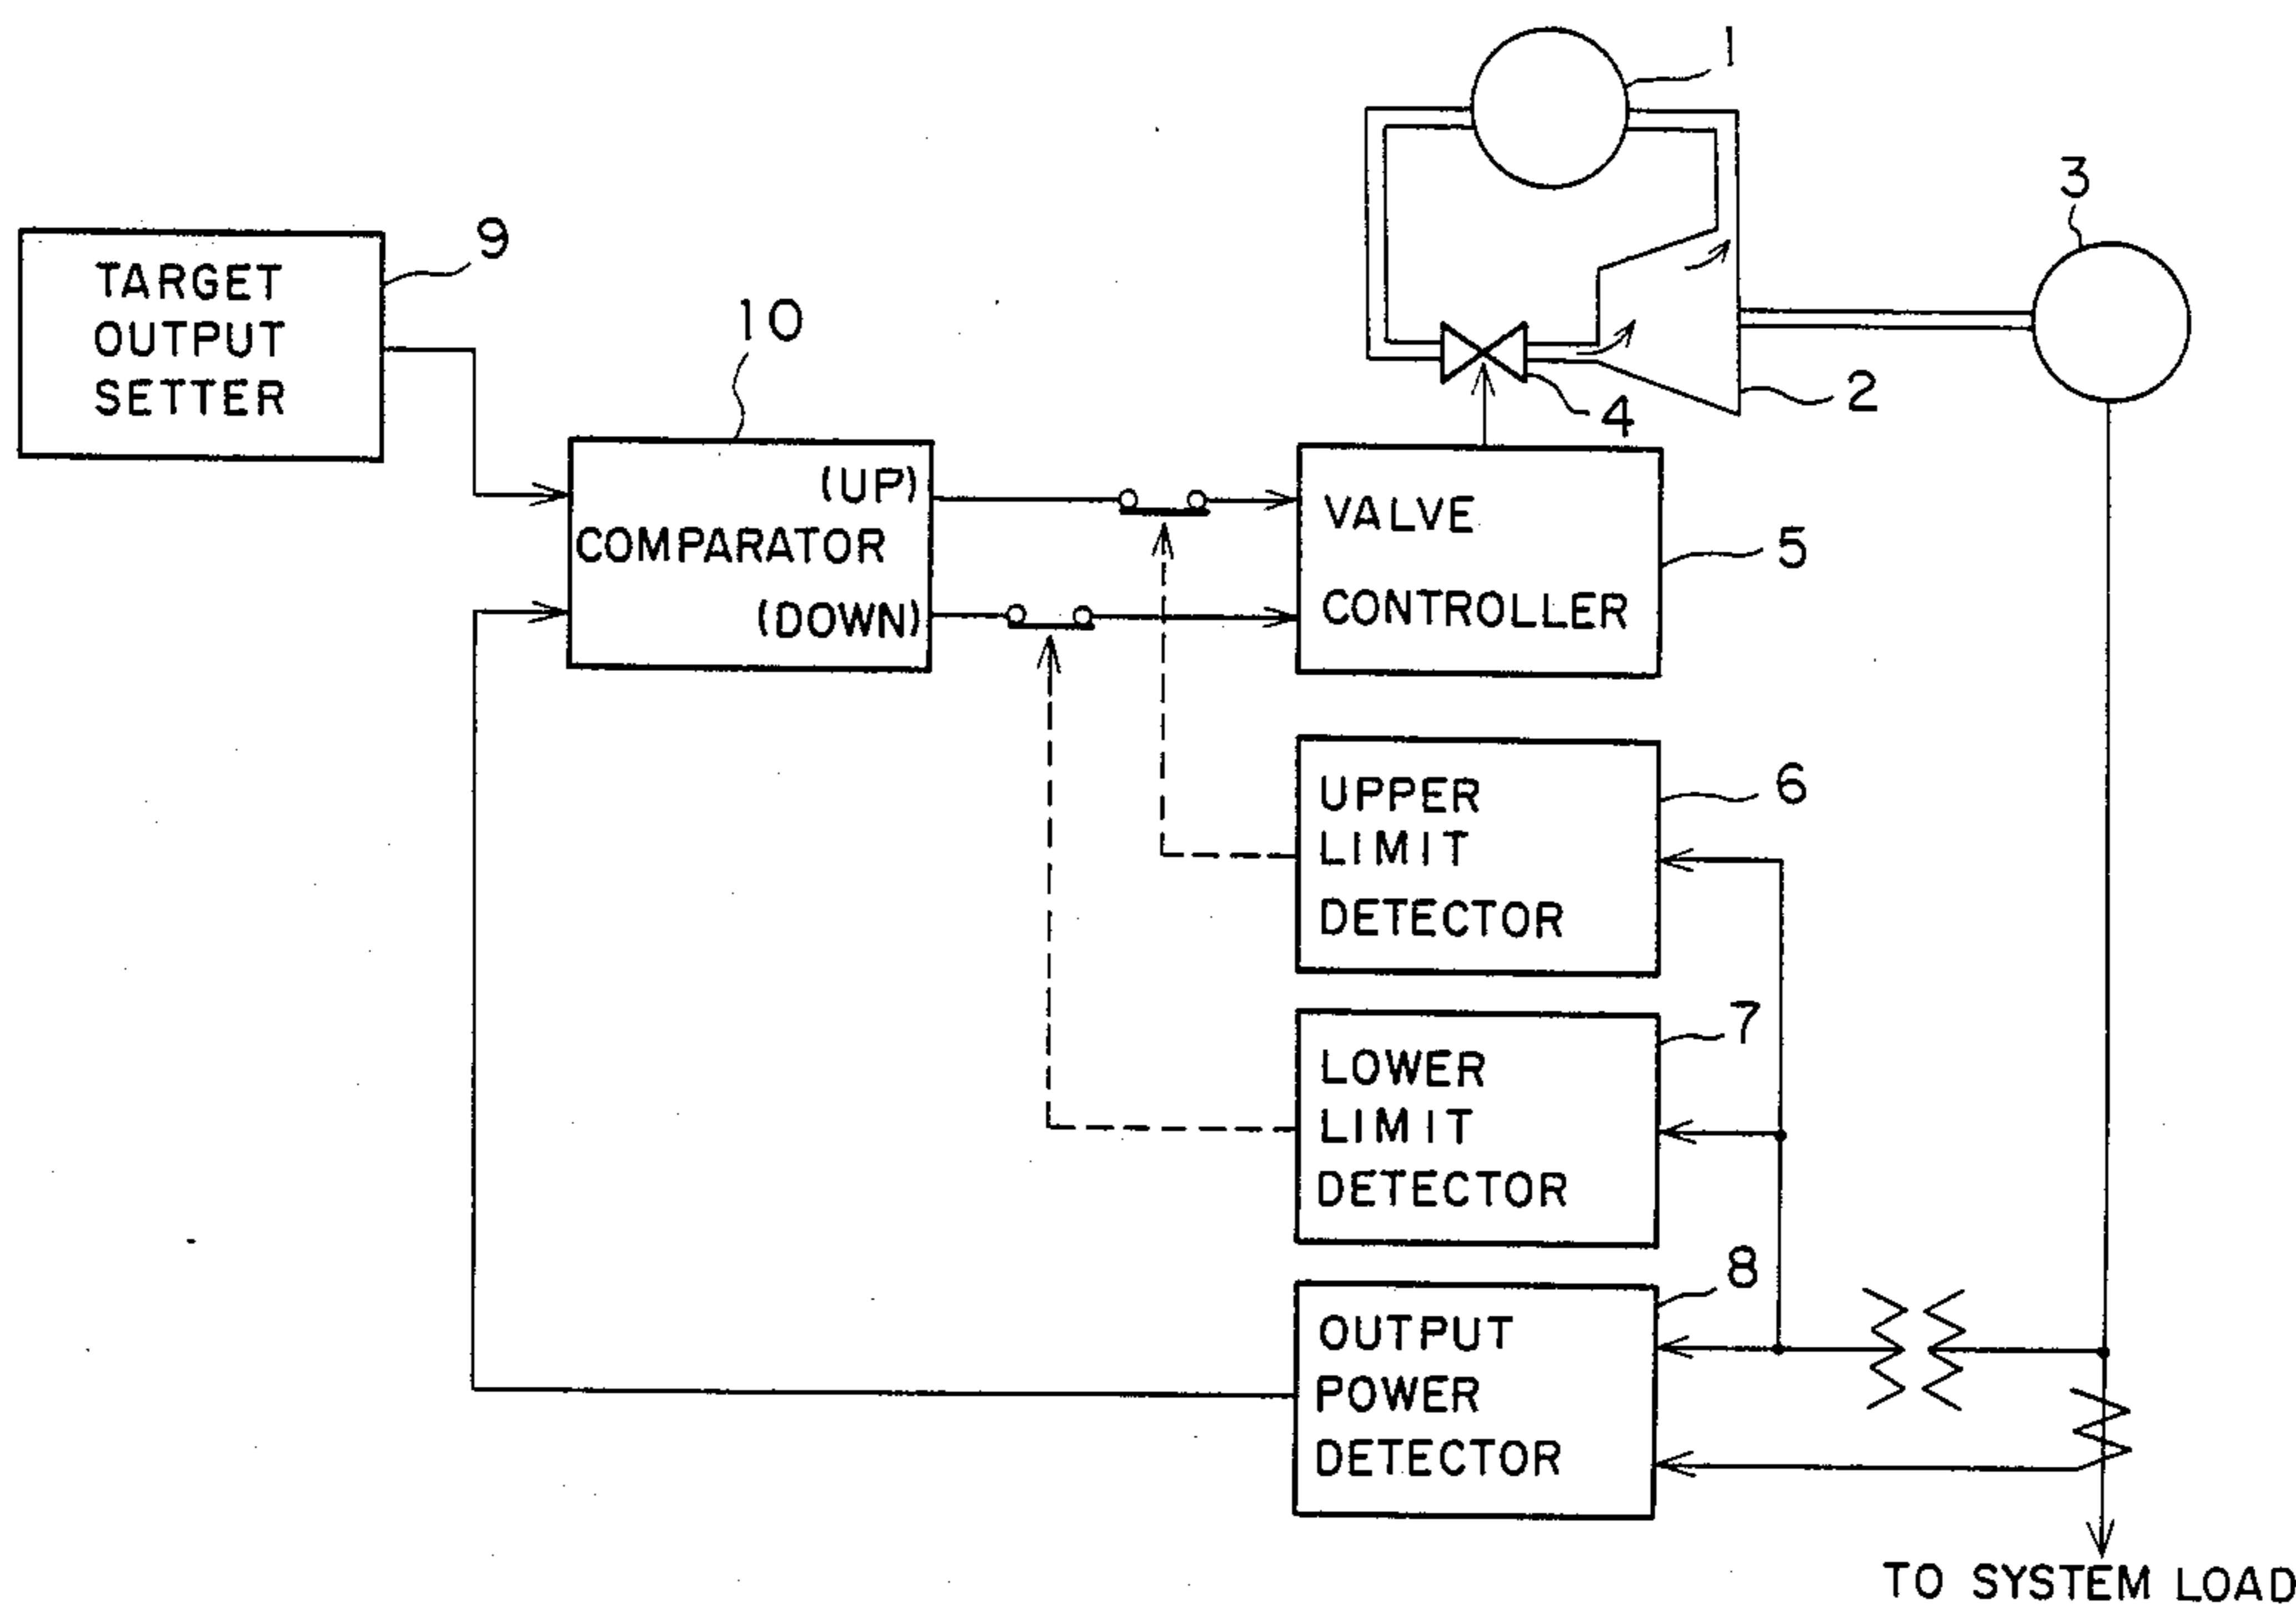 1
3
9
TARGET
OUTPUT
SETTER
10
2
4
(UP)
COMPARATOR
(DOWN)
VALVE
CONTROLLER
5
UPPER
LIMIT
DETECTOR
6
7
LOWER
LIMIT
DETECTOR
8
OUTPUT
POWER
DETECTOR
TO SYSTEM LOAD